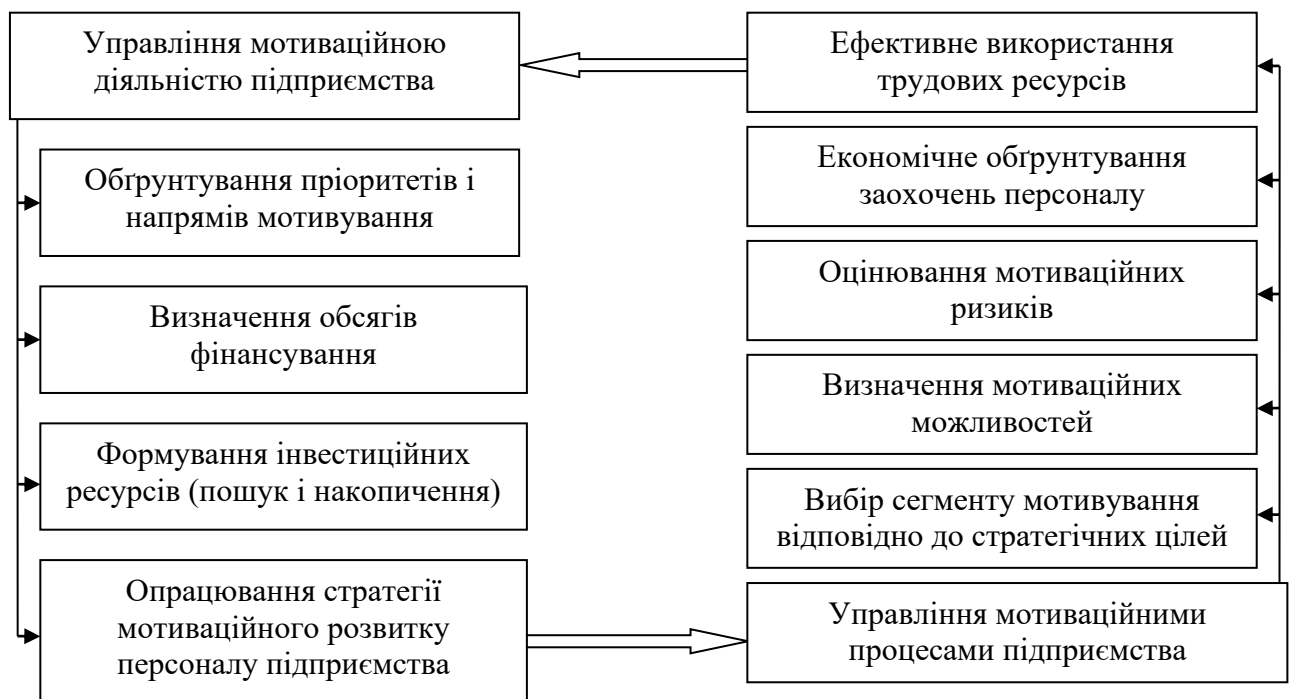 Управління мотиваційною
діяльністю підприємства
Обґрунтування пріоритетів і
напрямів мотивування
Визначення обсягів
фінансування
Формування інвестиційних
ресурсів (пошук і накопичення)
Опрацювання стратегії
мотиваційного розвитку
персоналу підприємства
Ефективне використання
трудових ресурсів
Економічне обґрунтування
заохочень персоналу
Оцінювання мотиваційних
ризиків
Визначення мотиваційних
можливостей
Вибір сегменту мотивування
відповідно до стратегічних цілей
Управління мотиваційними
процесами підприємства